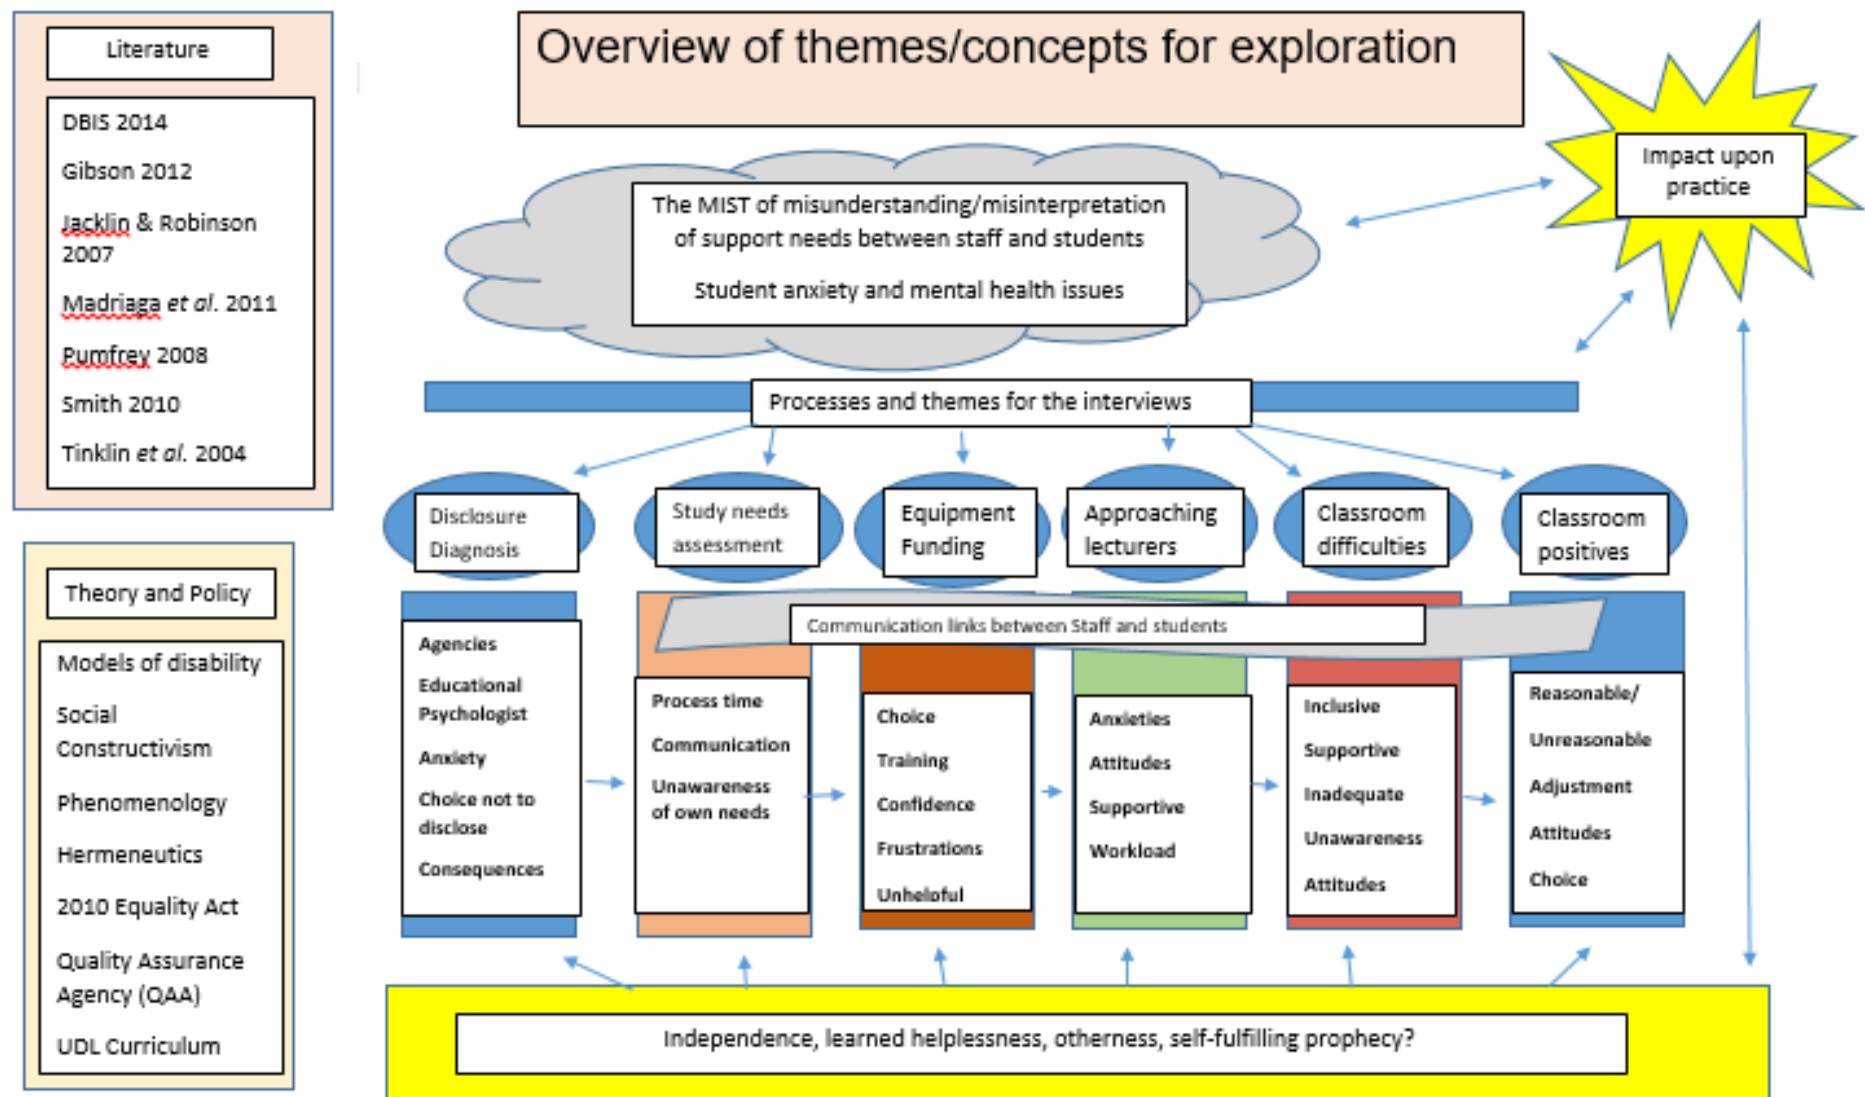 Overview of themes/concepts for exploration
Literature
DBIS 2014
Gibson 2012
Jacklin & Robinson
2007
Madriaga et al. 2011
Pumfrey 2008
Smith 2010
Tinklin et al. 2004
Theory and Policy
Models of disability
Social
Constructivism
Phenomenology
Hermeneutics
2010 Equality Act
Quality Assurance
Agency (QAA)
UDL Curriculum
The MIST of misunderstanding/misinterpretation
of support needs between staff and students
Student anxiety and mental health issues
Impact upon
practice
Processes and themes for the interviews
Disclosure
Diagnosis
Study needs
assessment
Equipment
Funding
Approaching
lecturers
Classroom
difficulties
Classroom
positives
Communication links between Staff and students
Agencies
Educational
Psychologist
Anxiety
Choice not to
disclose
Consequences
Process time
Communication
Unawareness
of own needs
Choice
Training
Confidence
Frustrations
Unhelpful
Anxieties
Attitudes
Supportive
Workload
Inclusive
Supportive
Inadequate
Unawareness
Attitudes
Reasonable/
Unreasonable
Adjustment
Attitudes
Choice
Independence, learned helplessness, otherness, self-fulfilling prophecy?